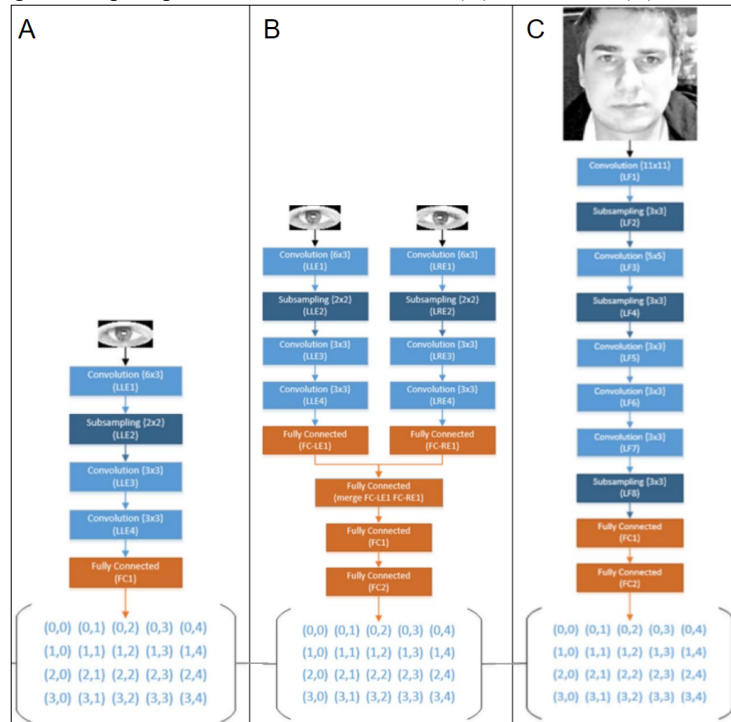 A
Convolution {6x3}
(LLE1)
Subsampling {2x2}
(LLE2)
Convolution {3x3}
(LLE3)
Convolution {3x3}
(LLE4)
Fully Connected
(FC1)
(0,0) (0,1) (0,2) (0,3) (0,4)
(1,0) (1,1) (1,2) (1,3) (1,4)
(2,0) (2,1) (2,2) (2,3) (2,4)
(3,0) (3,1) (3,2) (3,3) (3,4)
B
Convolution {6x3}
(LLE1)
Subsampling {2x2}
(LLE2)
Convolution {3x3}
(LLE3)
Convolution {3x3}
(LLE4)
Fully Connected
(FC-LE1)
Convolution {6x3}
(LRE1)
Subsampling {2x2}
(LRE2)
Convolution {3x3}
(LRE3)
Convolution {3x3}
(LRE4)
Fully Connected
(FC-RE1)
Fully Connected
(merge FC-LE1 FC-RE1)
Fully Connected
(FC1)
Fully Connected
(FC2)
(0,0) (0,1) (0,2) (0,3) (0,4)
(1,0) (1,1) (1,2) (1,3) (1,4)
(2,0) (2,1) (2,2) (2,3) (2,4)
(3,0) (3,1) (3,2) (3,3) (3,4)
C
Convolution {11x11}
(LF1)
Subsampling {3x3}
(LF2)
Convolution {5x5}
(LF3)
Subsampling {3x3}
(LF4)
Convolution {3x3}
(LF5)
Convolution {3x3}
(LF6)
Convolution {3x3}
(LF7)
Subsampling {3x3}
(LF8)
Fully Connected
(FC1)
Fully Connected
(FC2)
(0,0) (0,1) (0,2) (0,3) (0,4)
(1,0) (1,1) (1,2) (1,3) (1,4)
(2,0) (2,1) (2,2) (2,3) (2,4)
(3,0) (3,1) (3,2) (3,3) (3,4)